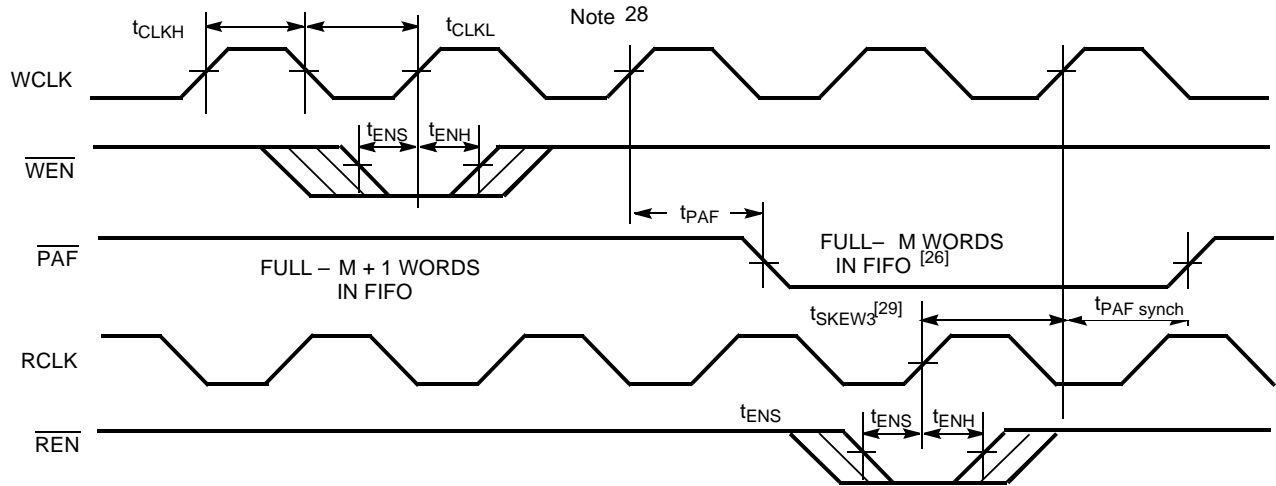 Note 28
tCLKH tCLKL
WCLK
tENS tENH
WEN
tPAF
PAF
FULL – M + 1 WORDS
IN FIFO
FULL– M WORDS
IN FIFO [26]
tSKEW3[29]
tPAF synch
RCLK
tENS tENS tENH
REN